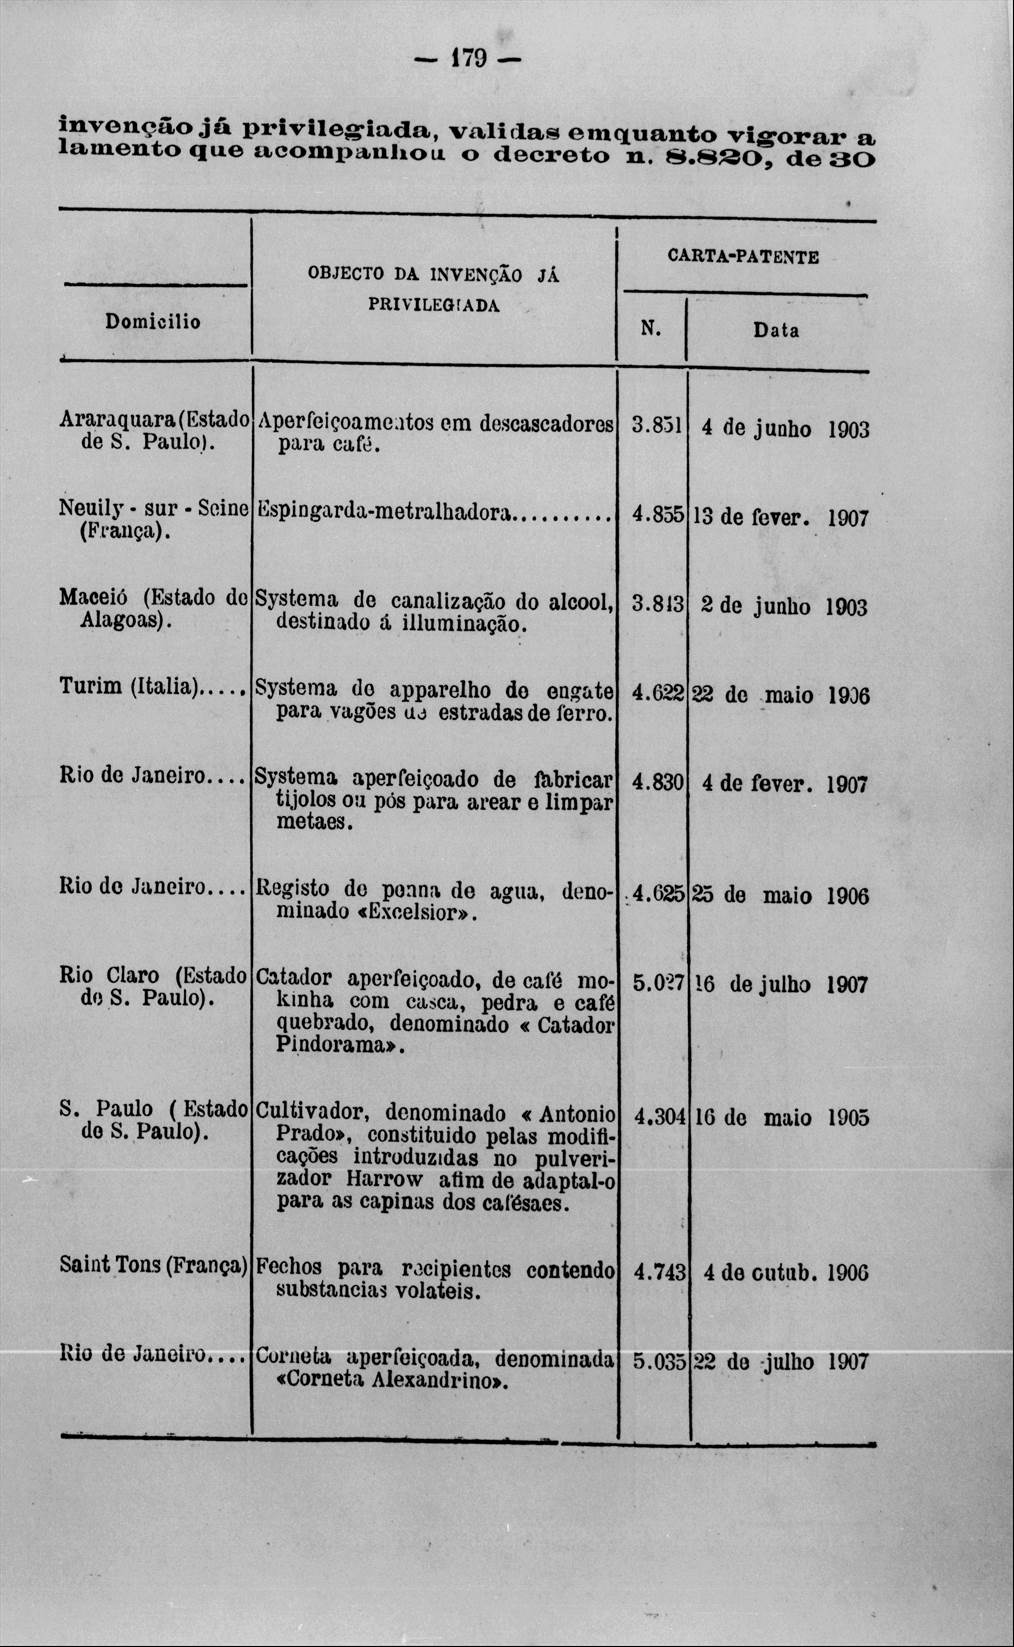 — 179 —
invenção já privilegiada, validas emquanto vigorar a
lamento que acompanhou o decreto n. 8.820, de 30
Domicilio
OBJECTO DA INVENÇÃO JÁ
PRIVILEGIADA
CARTA-PATENTE
N.
Data
Araraquara (Estado Aperfeiçoamentos em descascadores 3.851 4 de junho 1903
de S. Paulo). para café.
Neuily - sur - Seine Espingarda-metralhadora.......... 4.855 13 de fever. 1907
(França).
Maceió (Estado de Systema de canalização do alcool, 3.813 2 de junho 1903
Alagoas). destinado á illuminação.
Turim (Italia)..... Systema de apparelho de engate 4.622 22 de maio 1906
para vagões de estradas de ferro.
Rio de Janeiro.... Systema aperfeiçoado de fabricar 4.830 4 de fever. 1907
tijolos ou pós para arear e limpar
metaes.
Rio de Janeiro.... Registo de penna de agua, deno- 4.625 25 de maio 1906
minado «Excelsior».
Rio Claro (Estado Catador aperfeiçoado, de café mo- 5.027 16 de julho 1907
de S. Paulo). kinha com casca, pedra e café
quebrado, denominado « Catador
Pindorama».
S. Paulo ( Estado Cultivador, denominado « Antonio 4.304 16 de maio 1905
de S. Paulo). Prado», constituido pelas modifi-
cações introduzidas no pulveri-
zador Harrow afim de adaptal-o
para as capinas dos cafésaes.
Saint Tons (França) Fechos para recipientes contendo 4.743 4 de outub. 1906
substancias volateis.
Rio de Janeiro.... Corneta aperfeiçoada, denominada 5.035 22 de julho 1907
«Corneta Alexandrino».